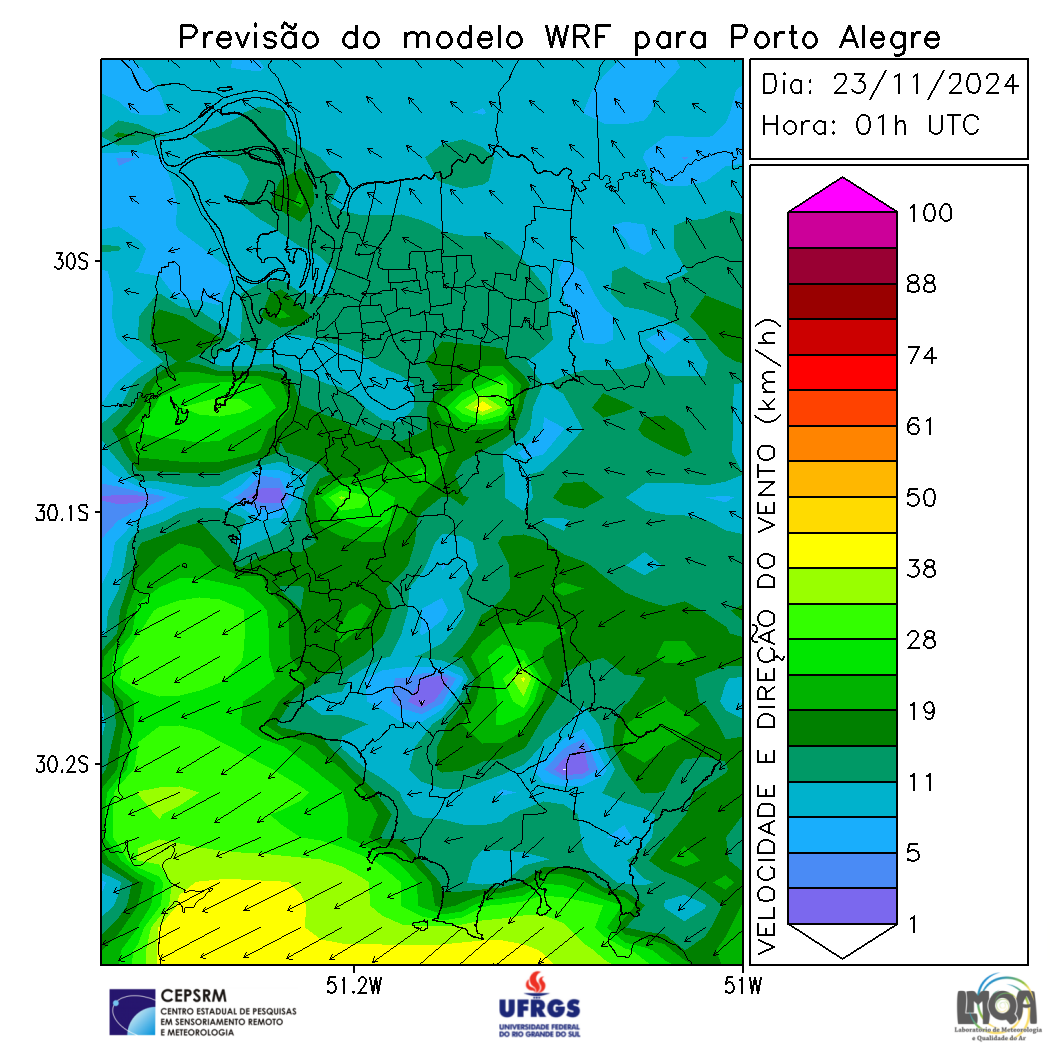 Previsão do modelo WRF para Porto Alegre
Dia: 23/11/2024
Hora: 01h UTC
30S
30.1S
30.2S
51.2W
51W
VELOCIDADE E DIREÇÃO DO VENTO (km/h)
100
88
74
61
50
38
28
19
11
5
1
CEPSRM
CENTRO ESTADUAL DE PESQUISAS
EM SENSORIAMENTO REMOTO
E METEOROLOGIA
UFRGS
UNIVERSIDADE FEDERAL
DO RIO GRANDE DO SUL
LMQA
Laboratório de Meteorologia
e Qualidade do Ar